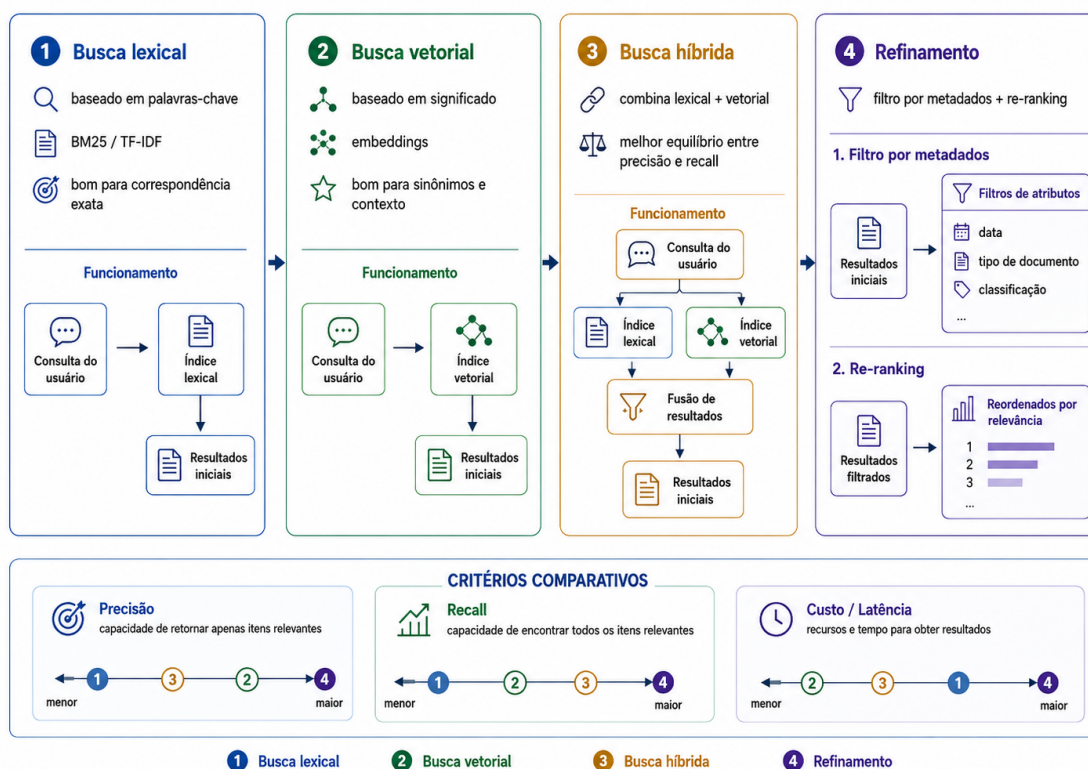 1 Busca lexical
baseado em palavras-chave
BM25 / TF-IDF
bom para correspondência
exata
Funcionamento
Consulta do
usuário
Índice
lexical
Resultados
iniciais
2 Busca vetorial
baseado em significado
embeddings
bom para sinônimos e
contexto
Funcionamento
Consulta do
usuário
Índice
vetorial
Resultados
iniciais
3 Busca híbrida
combina lexical + vetorial
melhor equilíbrio entre
precisão e recall
Funcionamento
Consulta do
usuário
Índice
lexical
Índice
vetorial
Fusão de
resultados
Resultados
iniciais
4 Refinamento
filtro por metadados + re-ranking
1. Filtro por metadados
Resultados
iniciais
Filtros de atributos
data
tipo de documento
classificação
...
2. Re-ranking
Resultados
filtrados
Reordenados por
relevância
1
2
3
...
CRITÉRIOS COMPARATIVOS
Precisão
capacidade de retornar apenas itens relevantes
1 3 2 4
menor maior
Recall
capacidade de encontrar todos os itens relevantes
1 2 3 4
menor maior
Custo / Latência
recursos e tempo para obter resultados
2 3 1 4
menor maior
1 Busca lexical 2 Busca vetorial 3 Busca híbrida 4 Refinamento